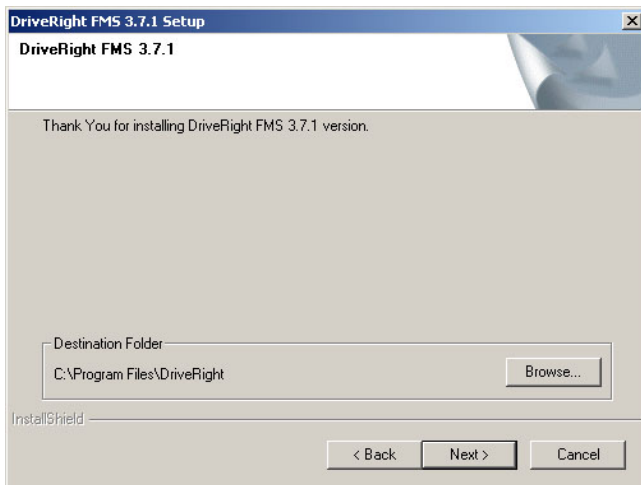 DriveRight FMS 3.7.1 Setup
DriveRight FMS 3.7.1
Thank You for installing DriveRight FMS 3.7.1 version.
Destination Folder
C:\Program Files\DriveRight
Browse...
InstallShield
< Back
Next >
Cancel